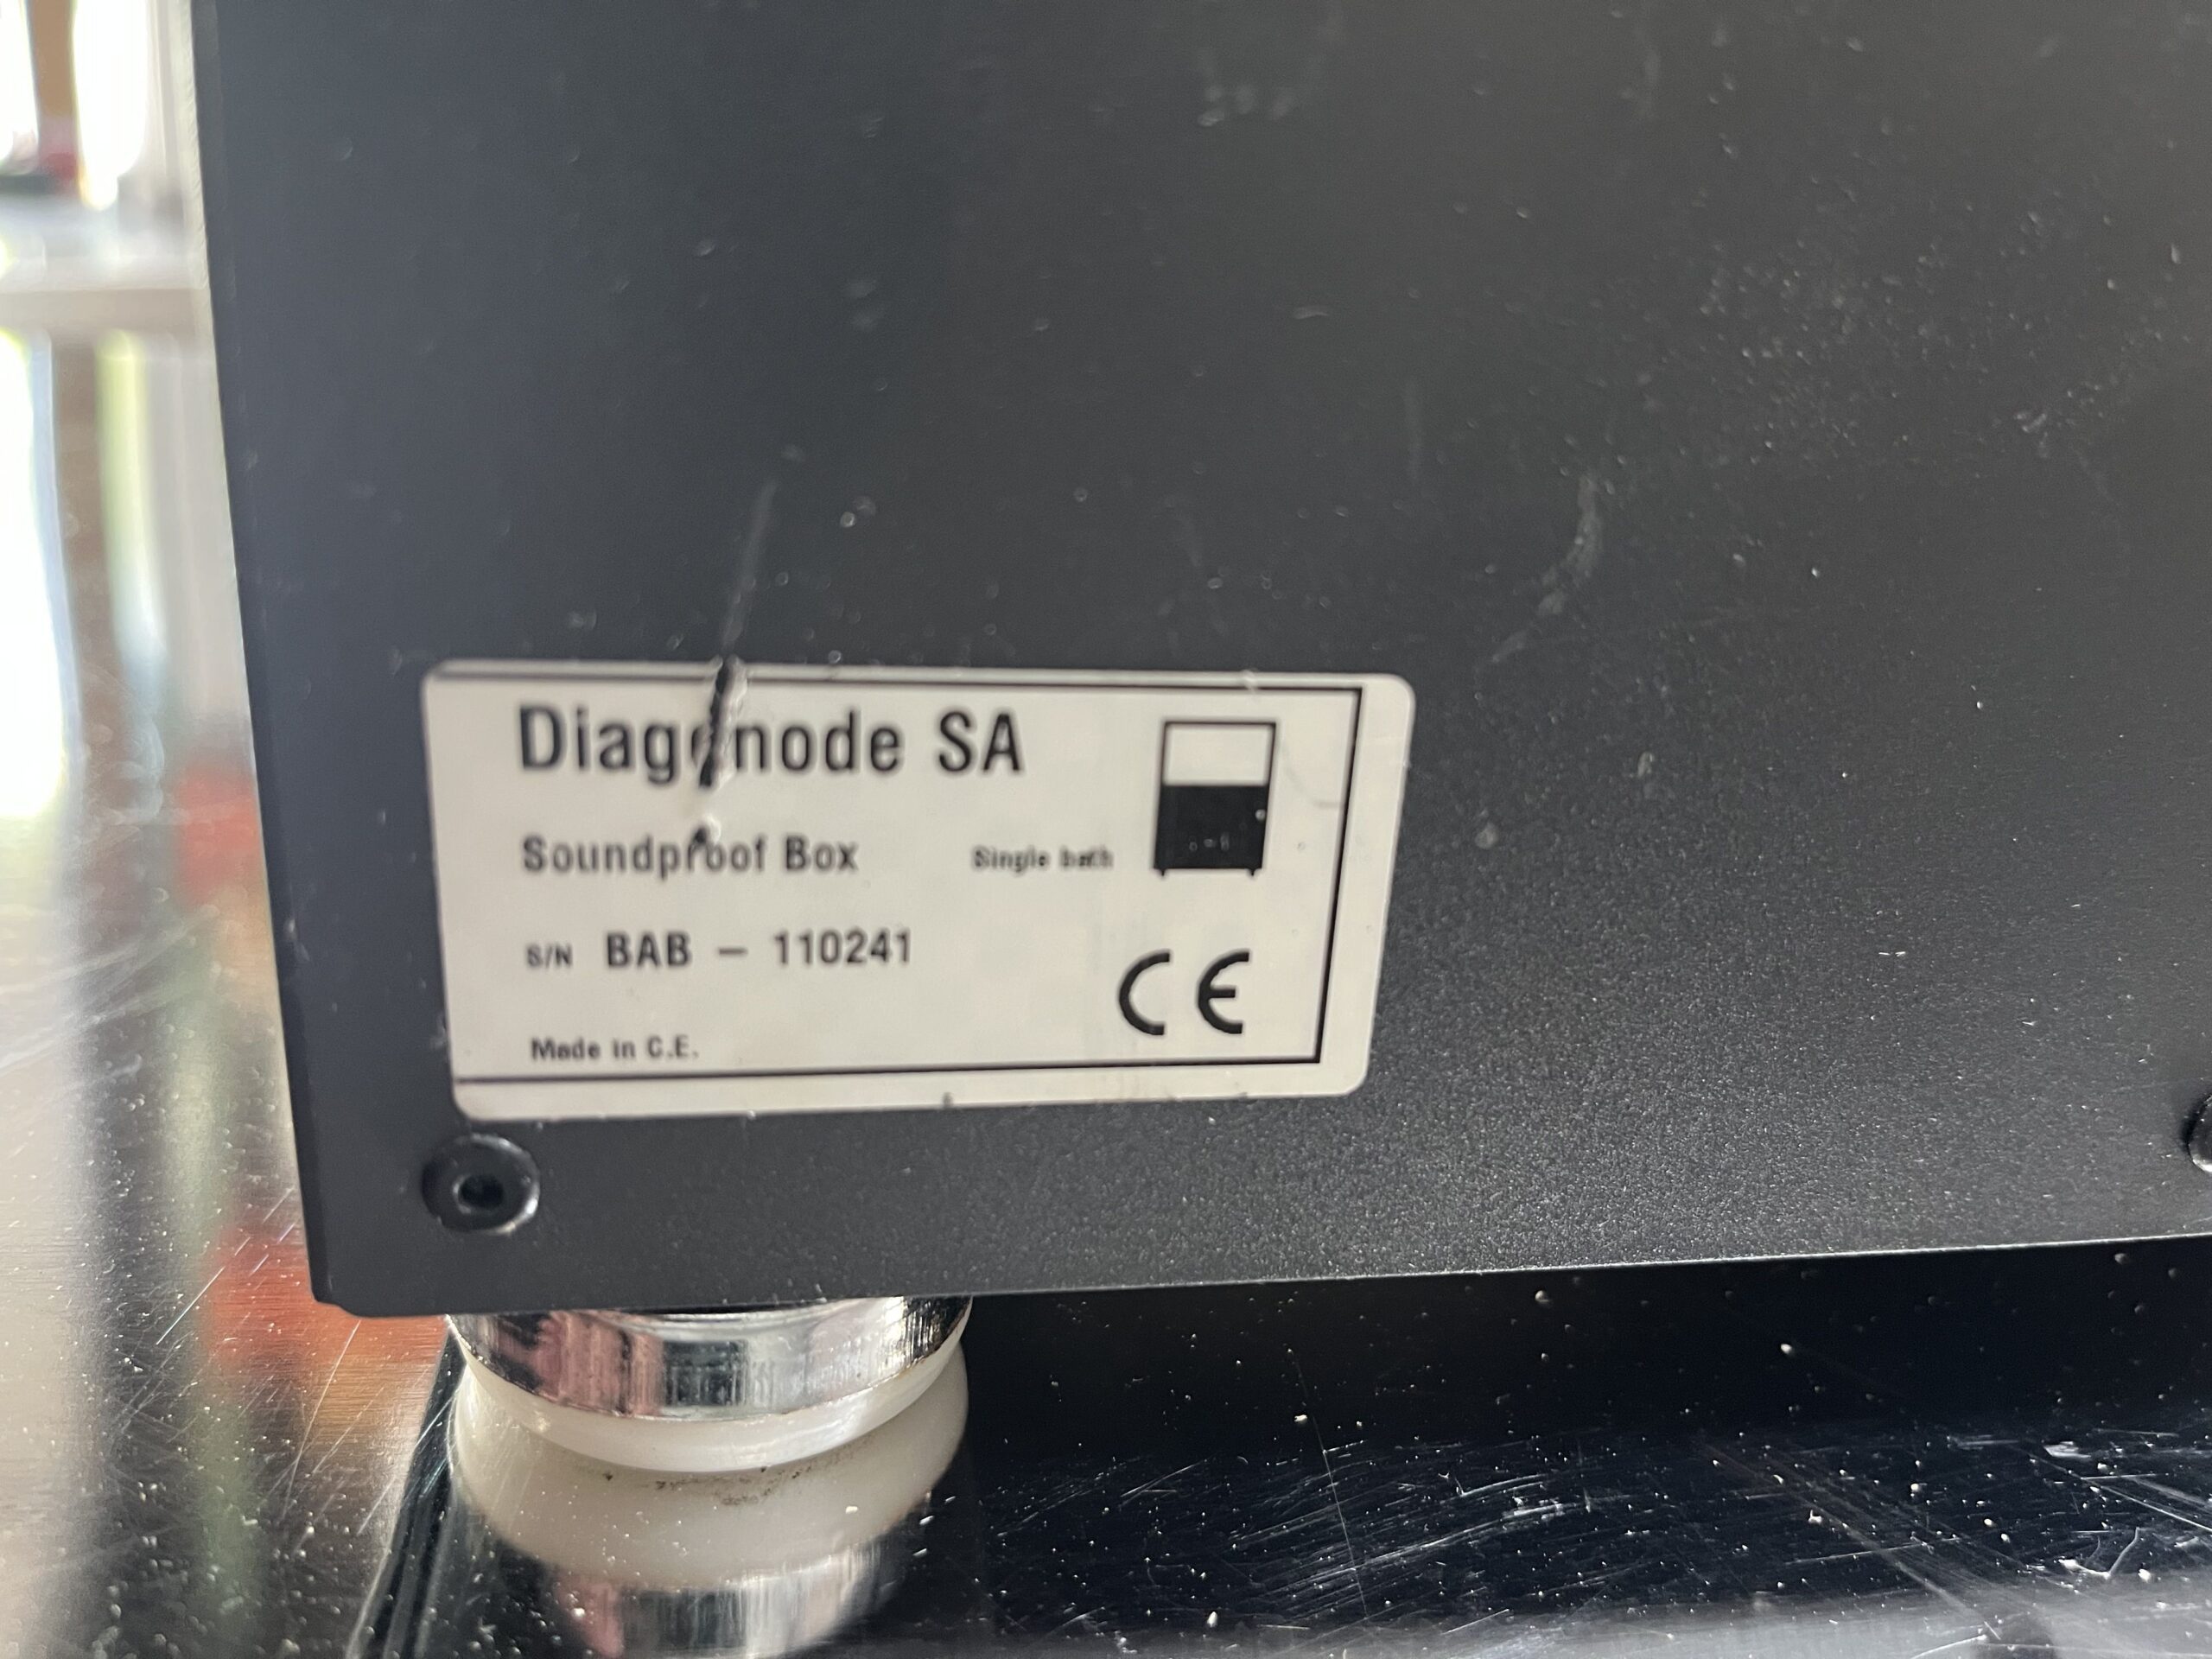 Diagenode SA
Soundproof Box Single bath
S/N BAB – 110241
CE
Made in C.E.